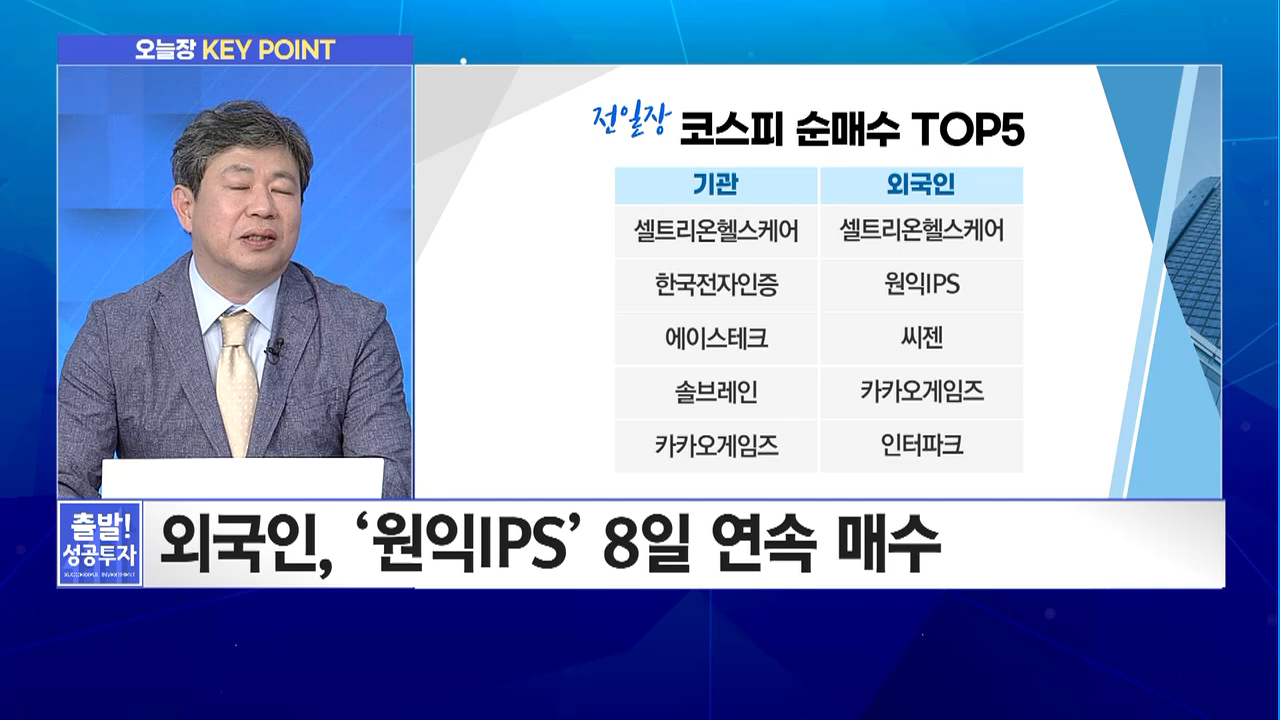 오늘장 KEY POINT
전일장 코스피 순매수 TOP5
기관 외국인
셀트리온헬스케어 셀트리온헬스케어
한국전자인증 원익IPS
에이스테크 씨젠
솔브레인 카카오게임즈
카카오게임즈 인터파크
출발!
성공투자
SUCCESSFUL INVESTMENT
외국인, ‘원익IPS’ 8일 연속 매수